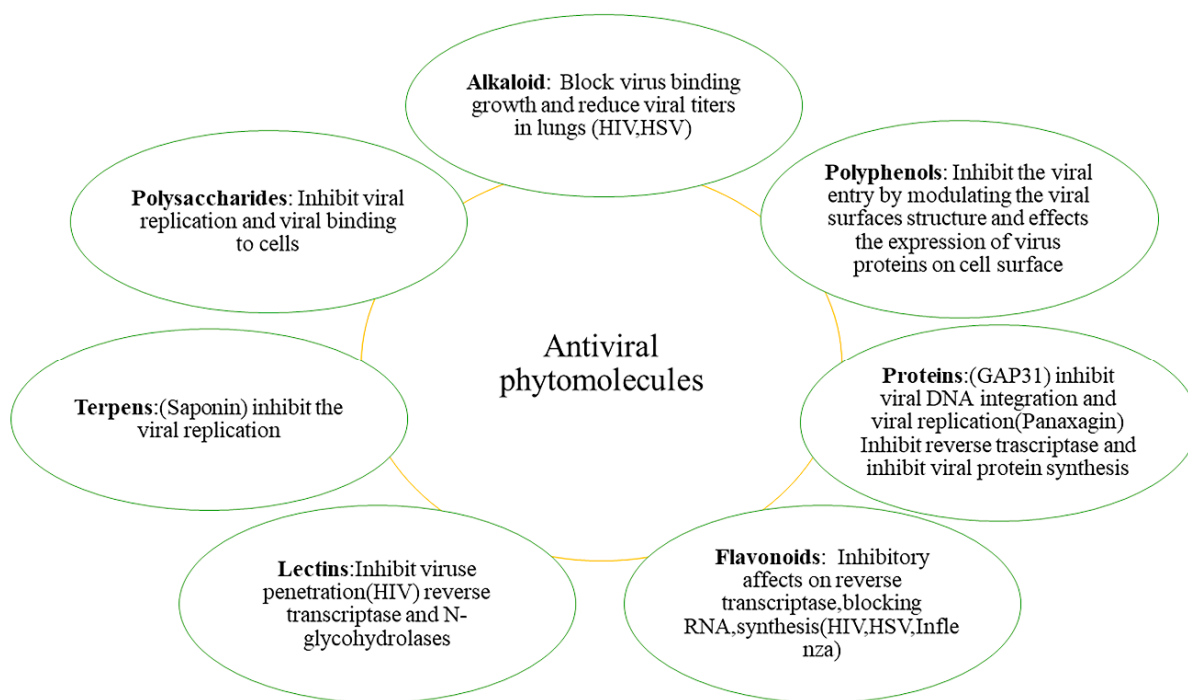 Alkaloid: Block virus binding
growth and reduce viral titers
in lungs (HIV,HSV)
Polyphenols: Inhibit the viral
entry by modulating the viral
surfaces structure and effects
the expression of virus
proteins on cell surface
Proteins:(GAP31) inhibit
viral DNA integration and
viral replication(Panaxagin)
Inhibit reverse trascriptase and
inhibit viral protein synthesis
Flavonoids: Inhibitory
affects on reverse
transcriptase,blocking
RNA,synthesis(HIV,HSV,Infle
nza)
Lectins:Inhibit viruse
penetration(HIV) reverse
transcriptase and N-
glycohydrolases
Terpens:(Saponin) inhibit the
viral replication
Polysaccharides: Inhibit viral
replication and viral binding
to cells
Antiviral
phytomolecules